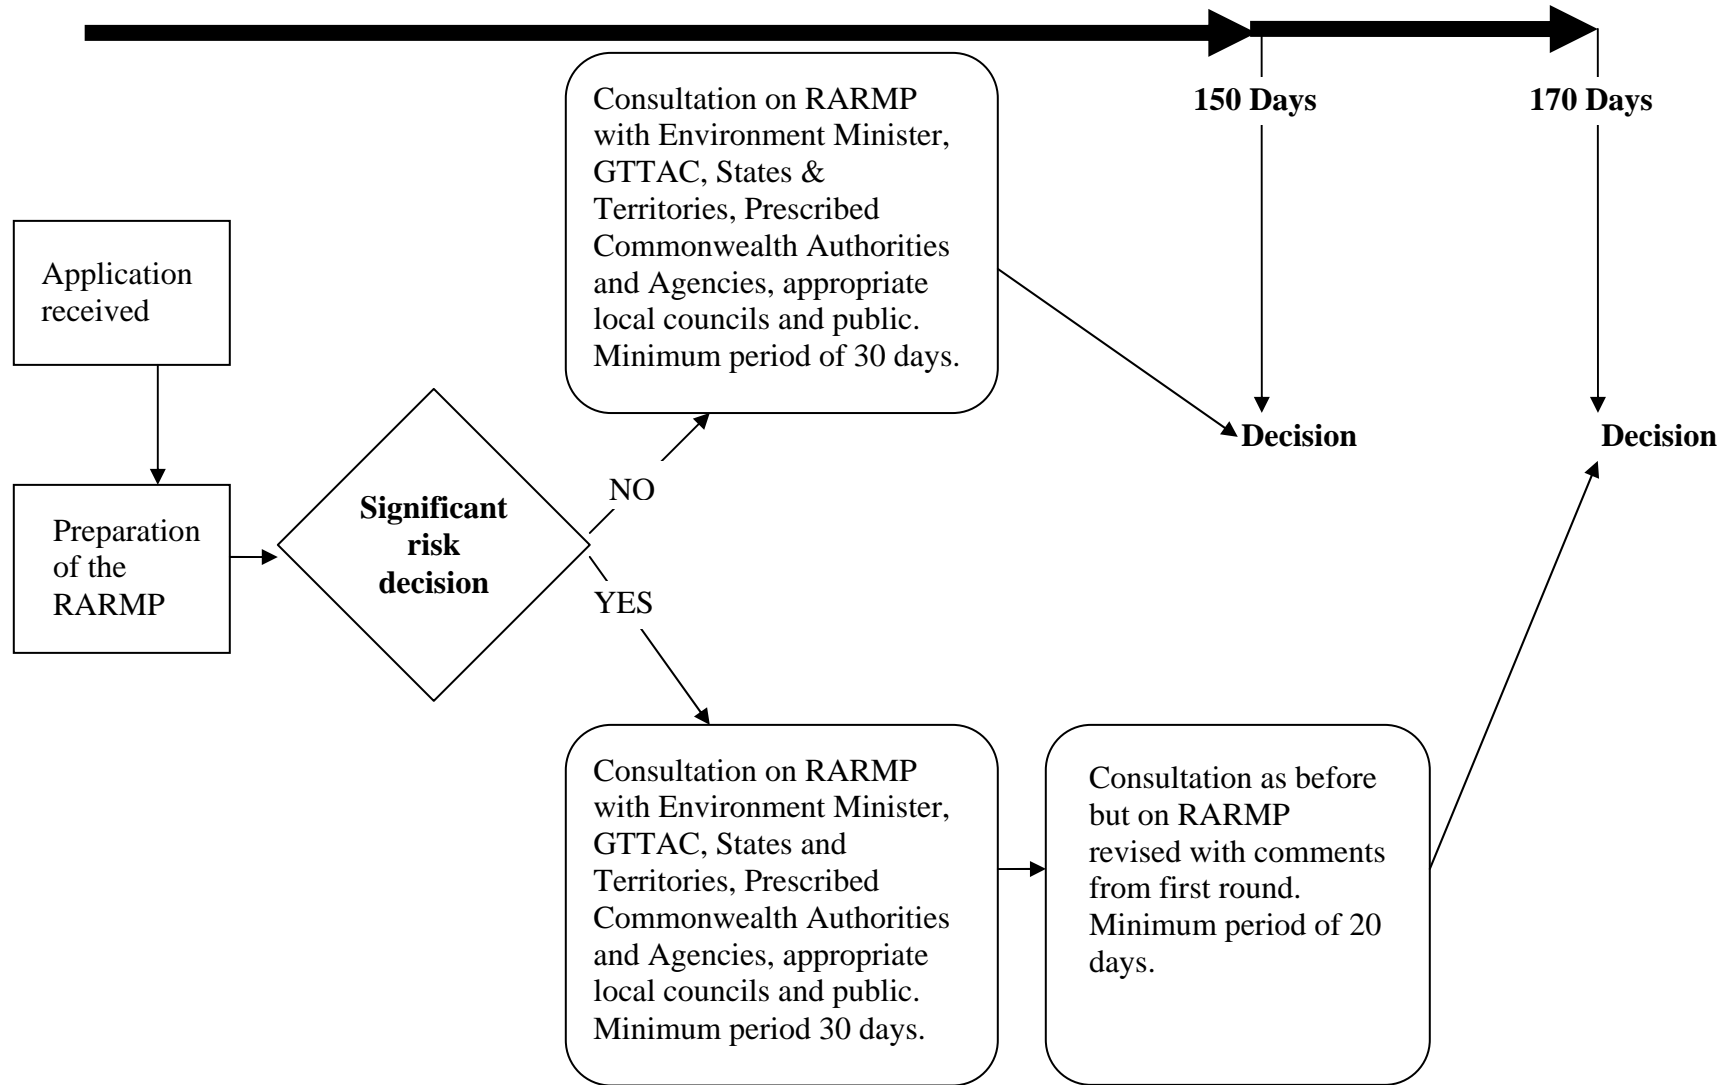 150 Days
170 Days
Consultation on RARMP
with Environment Minister,
GTTAC, States &
Territories, Prescribed
Commonwealth Authorities
and Agencies, appropriate
local councils and public.
Minimum period of 30 days.
Application
received
Decision
Decision
Preparation
of the
RARMP
Significant
risk
decision
NO
YES
Consultation on RARMP
with Environment Minister,
GTTAC, States and
Territories, Prescribed
Commonwealth Authorities
and Agencies, appropriate
local councils and public.
Minimum period 30 days.
Consultation as before
but on RARMP
revised with comments
from first round.
Minimum period of 20
days.